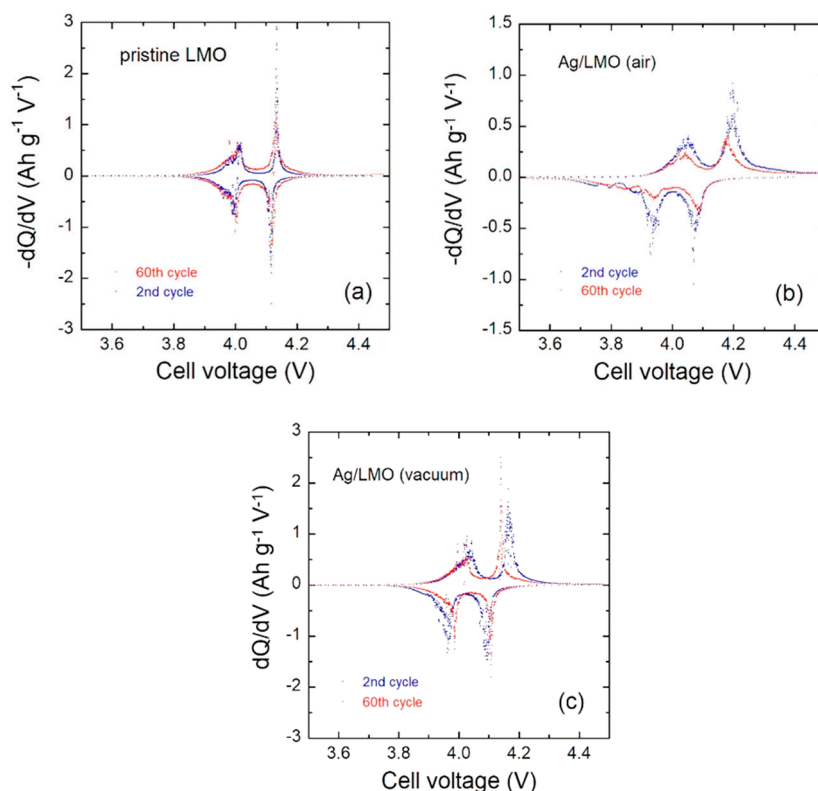 pristine LMO
-dQ/dV (Ah g⁻¹ V⁻¹)
3
2
1
0
-1
-2
-3
60th cycle
2nd cycle
(a)
3.6 3.8 4.0 4.2 4.4
Cell voltage (V)
Ag/LMO (air)
-dQ/dV (Ah g⁻¹ V⁻¹)
1.5
1.0
0.5
0.0
-0.5
-1.0
-1.5
2nd cycle
60th cycle
(b)
3.6 3.8 4.0 4.2 4.4
Cell voltage (V)
Ag/LMO (vacuum)
dQ/dV (Ah g⁻¹ V⁻¹)
3
2
1
0
-1
-2
-3
2nd cycle
60th cycle
(c)
3.6 3.8 4.0 4.2 4.4
Cell voltage (V)